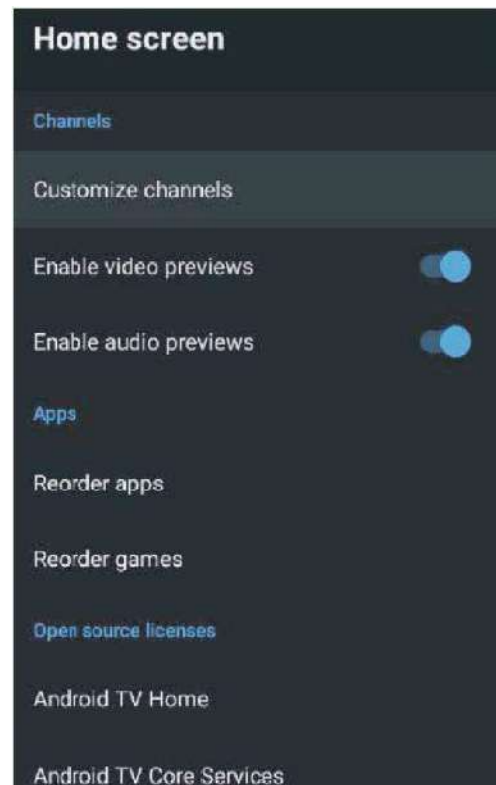 Home screen
Channels
Customize channels
Enable video previews
Enable audio previews
Apps
Reorder apps
Reorder games
Open source licenses
Android TV Home
Android TV Core Services